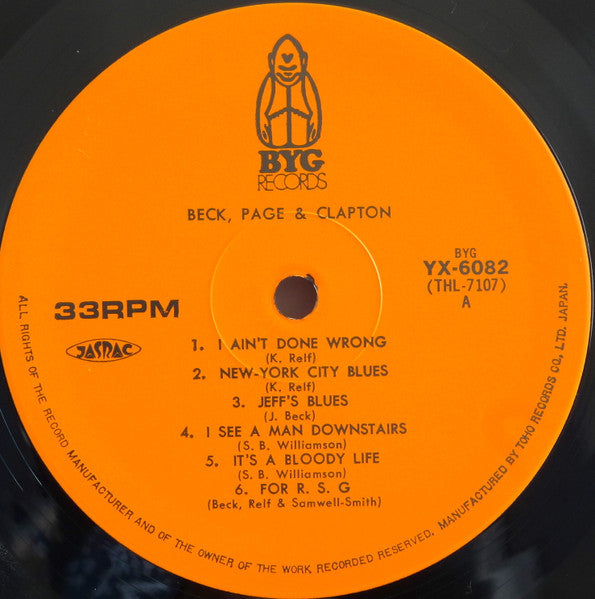 BYG
RECORDS
BECK, PAGE & CLAPTON
BYG
YX-6082
(THL-7107)
A
33RPM
JASRAC
1. I AIN'T DONE WRONG
(K. Relf)
2. NEW-YORK CITY BLUES
(K. Relf)
3. JEFF'S BLUES
(J. Beck)
4. I SEE A MAN DOWNSTAIRS
(S. B. Williamson)
5. IT'S A BLOODY LIFE
(S. B. Williamson)
6. FOR R. S. G
(Beck, Relf & Samwell-Smith)
ALL RIGHTS OF THE RECORD MANUFACTURER AND OF THE OWNER OF THE WORK RECORDED RESERVED. MANUFACTURED BY TOHO RECORDS CO., LTD. JAPAN.